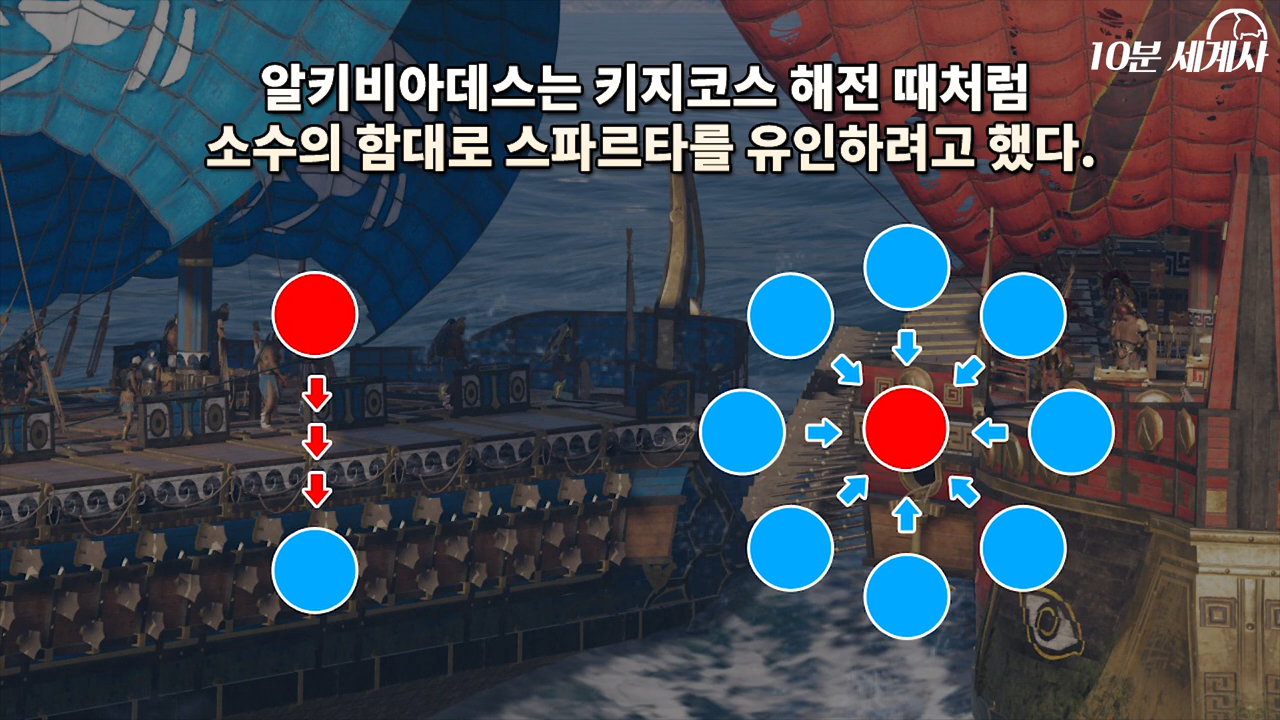 10분 세계사
알키비아데스는 키지코스 해전 때처럼
소수의 함대로 스파르타를 유인하려고 했다.